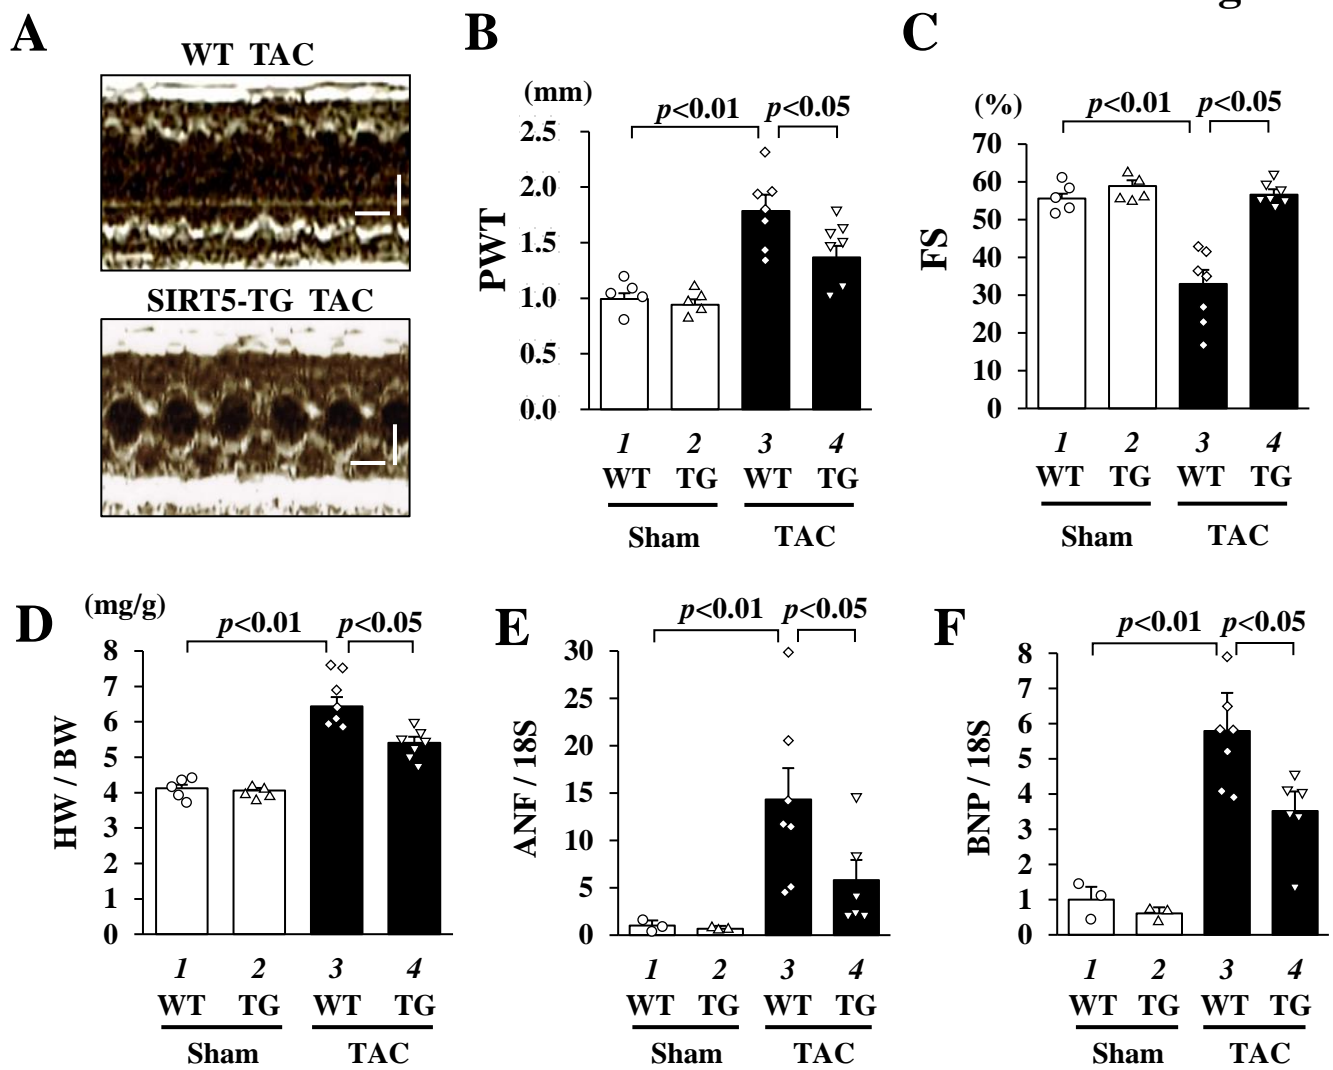 g
A
WT TAC
SIRT5-TG TAC
B
(mm)
p<0.01 p<0.05
PWT
2.5
2.0
1.5
1.0
0.5
0.0
1 2 3 4
WT TG WT TG
Sham TAC
C
(%)
p<0.01 p<0.05
FS
70
60
50
40
30
20
10
0
1 2 3 4
WT TG WT TG
Sham TAC
D
(mg/g)
p<0.01 p<0.05
HW / BW
8
7
6
5
4
3
2
1
0
1 2 3 4
WT TG WT TG
Sham TAC
E
p<0.01 p<0.05
ANF / 18S
30
25
20
15
10
5
0
1 2 3 4
WT TG WT TG
Sham TAC
F
p<0.01 p<0.05
BNP / 18S
8
7
6
5
4
3
2
1
0
1 2 3 4
WT TG WT TG
Sham TAC